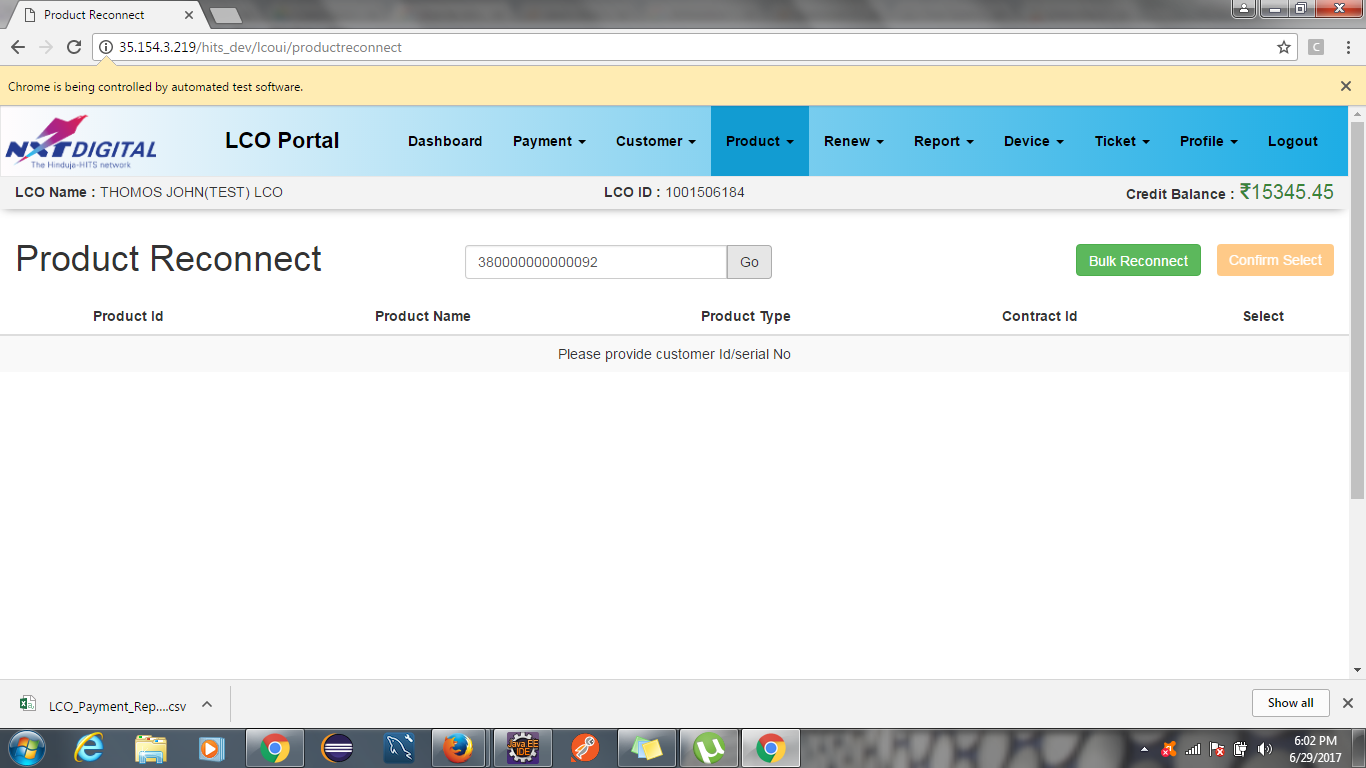 Product Reconnect
35.154.3.219/hits_dev/lcoui/productreconnect
C
Chrome is being controlled by automated test software.
NXTDIGITAL
The Hinduja-HITS network
LCO Portal
Dashboard Payment Customer Product Renew Report Device Ticket Profile Logout
LCO Name : THOMOS JOHN(TEST) LCO LCO ID : 1001506184 Credit Balance : ₹15345.45
Product Reconnect 380000000000092 Go Bulk Reconnect Confirm Select
Product Id Product Name Product Type Contract Id Select
Please provide customer Id/serial No
LCO_Payment_Rep....csv Show all
Java EE
IDE
6:02 PM
6/29/2017